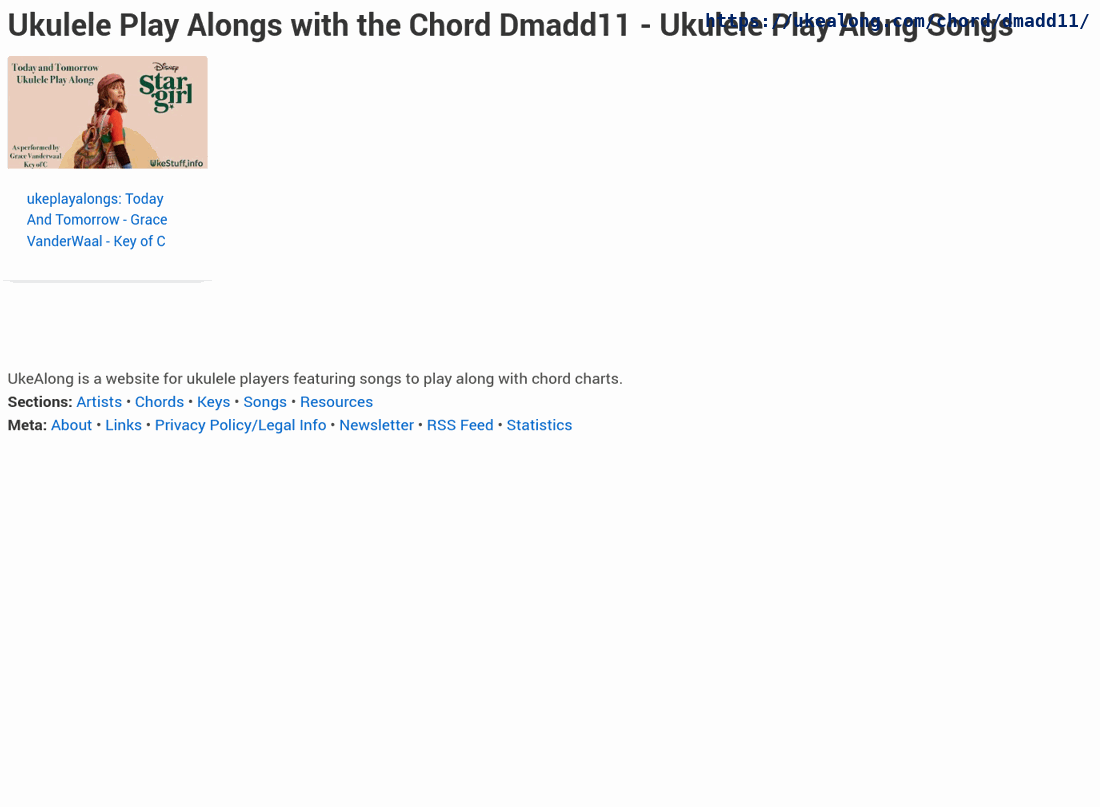 Ukulele Play Alongs with the Chord Dmadd11 - Ukulele Play Along Songs
https://ukealong.com/chord/dmadd11/
Today and Tomorrow
Ukulele Play Along
Disney
Star
girl
As performed by
Grace Vanderwaal
Key of C
UkeStuff.info
ukeplayalongs: Today
And Tomorrow - Grace
VanderWaal - Key of C
UkeAlong is a website for ukulele players featuring songs to play along with chord charts.
Sections: Artists • Chords • Keys • Songs • Resources
Meta: About • Links • Privacy Policy/Legal Info • Newsletter • RSS Feed • Statistics